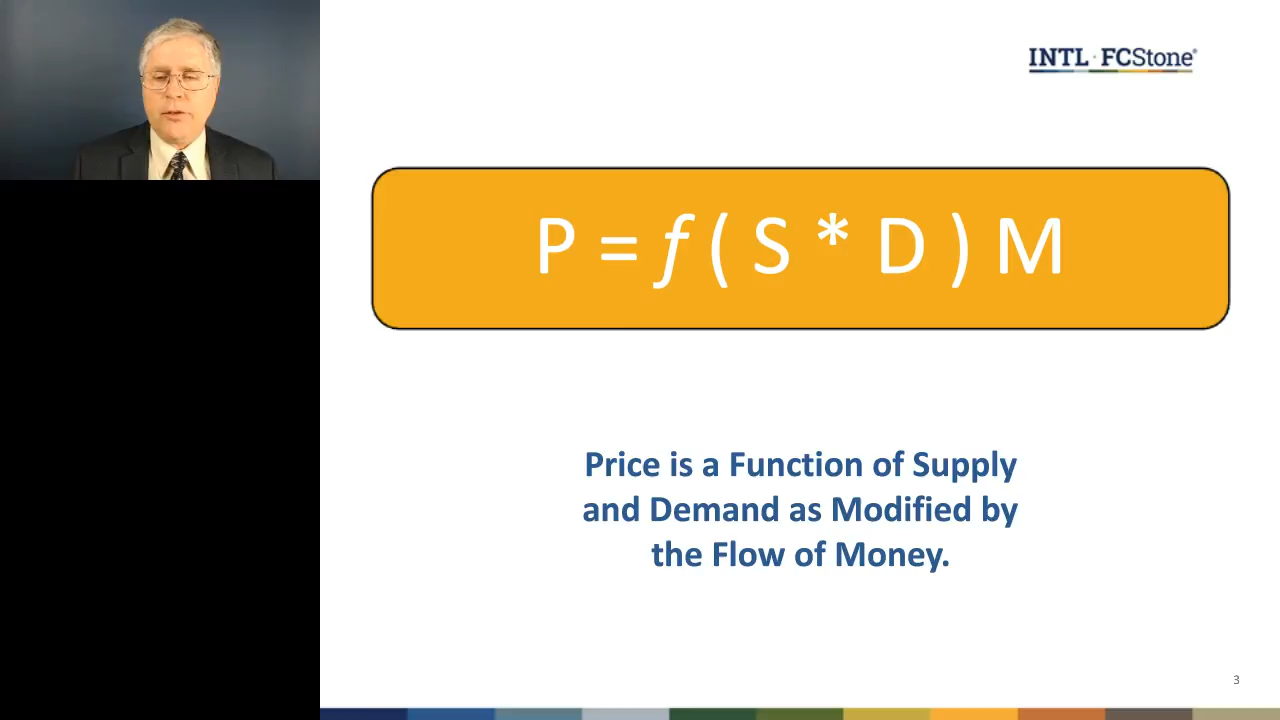 INTL · FCStone®
P = f ( S * D ) M
Price is a Function of Supply
and Demand as Modified by
the Flow of Money.
3